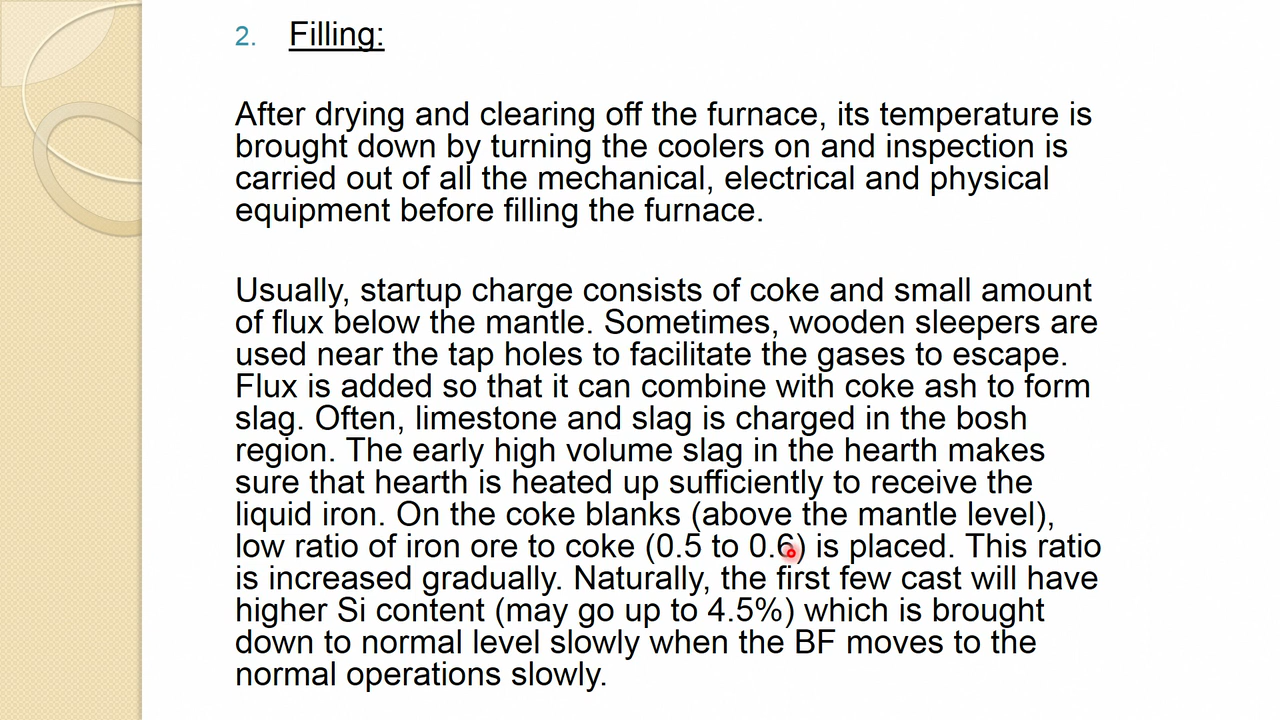 2. Filling:
After drying and clearing off the furnace, its temperature is
brought down by turning the coolers on and inspection is
carried out of all the mechanical, electrical and physical
equipment before filling the furnace.
Usually, startup charge consists of coke and small amount
of flux below the mantle. Sometimes, wooden sleepers are
used near the tap holes to facilitate the gases to escape.
Flux is added so that it can combine with coke ash to form
slag. Often, limestone and slag is charged in the bosh
region. The early high volume slag in the hearth makes
sure that hearth is heated up sufficiently to receive the
liquid iron. On the coke blanks (above the mantle level),
low ratio of iron ore to coke (0.5 to 0.6) is placed. This ratio
is increased gradually. Naturally, the first few cast will have
higher Si content (may go up to 4.5%) which is brought
down to normal level slowly when the BF moves to the
normal operations slowly.